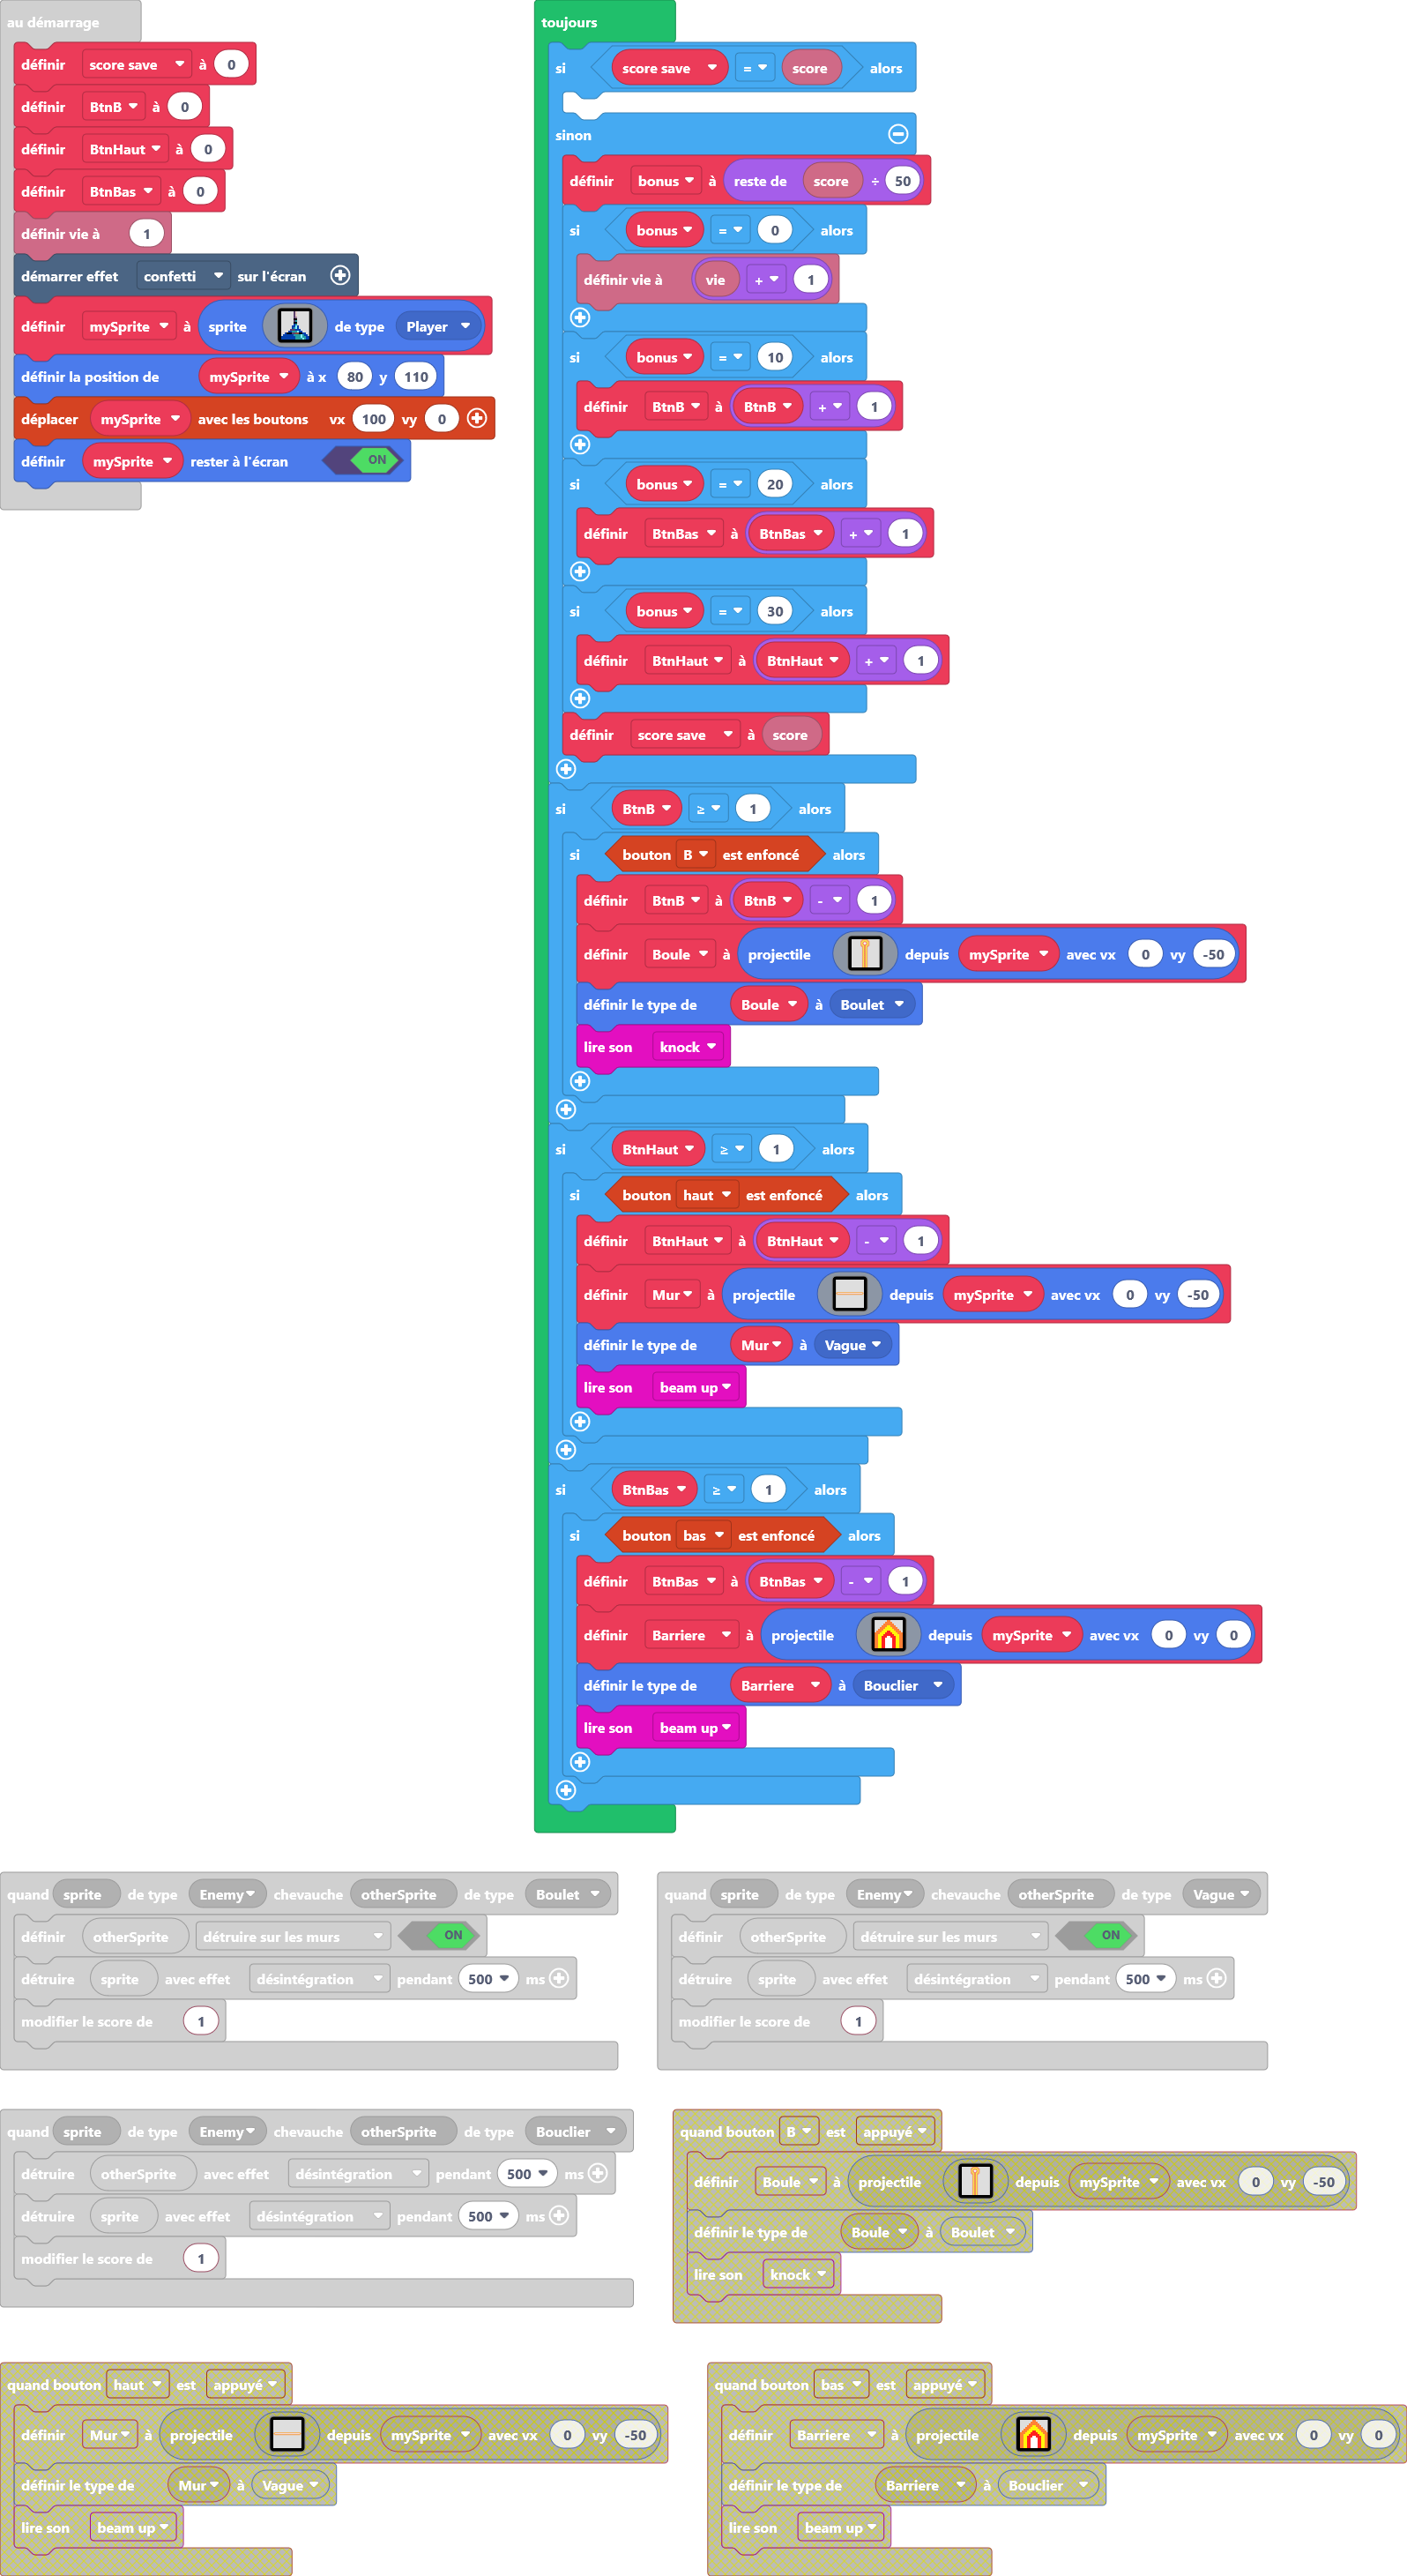 au démarrage
définir score save à 0
définir BtnB à 0
définir BtnHaut à 0
définir BtnBas à 0
définir vie à 1
démarrer effet confetti sur l'écran
définir mySprite à sprite de type Player
définir la position de mySprite à x 80 y 110
déplacer mySprite avec les boutons vx 100 vy 0
définir mySprite rester à l'écran ON
toujours
si score save = score alors
sinon
définir bonus à reste de score ÷ 50
si bonus = 0 alors
définir vie à vie + 1
si bonus = 10 alors
définir BtnB à BtnB + 1
si bonus = 20 alors
définir BtnBas à BtnBas + 1
si bonus = 30 alors
définir BtnHaut à BtnHaut + 1
définir score save à score
si BtnB ≥ 1 alors
si bouton B est enfoncé alors
définir BtnB à BtnB - 1
définir Boule à projectile depuis mySprite avec vx 0 vy -50
définir le type de Boule à Boulet
lire son knock
si BtnHaut ≥ 1 alors
si bouton haut est enfoncé alors
définir BtnHaut à BtnHaut - 1
définir Mur à projectile depuis mySprite avec vx 0 vy -50
définir le type de Mur à Vague
lire son beam up
si BtnBas ≥ 1 alors
si bouton bas est enfoncé alors
définir BtnBas à BtnBas - 1
définir Barriere à projectile depuis mySprite avec vx 0 vy 0
définir le type de Barriere à Bouclier
lire son beam up
quand sprite de type Enemy chevauche otherSprite de type Boulet
définir otherSprite détruire sur les murs ON
détruire sprite avec effet désintégration pendant 500 ms
modifier le score de 1
quand sprite de type Enemy chevauche otherSprite de type Vague
définir otherSprite détruire sur les murs ON
détruire sprite avec effet désintégration pendant 500 ms
modifier le score de 1
quand sprite de type Enemy chevauche otherSprite de type Bouclier
détruire otherSprite avec effet désintégration pendant 500 ms
détruire sprite avec effet désintégration pendant 500 ms
modifier le score de 1
quand bouton B est appuyé
définir Boule à projectile depuis mySprite avec vx 0 vy -50
définir le type de Boule à Boulet
lire son knock
quand bouton haut est appuyé
définir Mur à projectile depuis mySprite avec vx 0 vy -50
définir le type de Mur à Vague
lire son beam up
quand bouton bas est appuyé
définir Barriere à projectile depuis mySprite avec vx 0 vy 0
définir le type de Barriere à Bouclier
lire son beam up